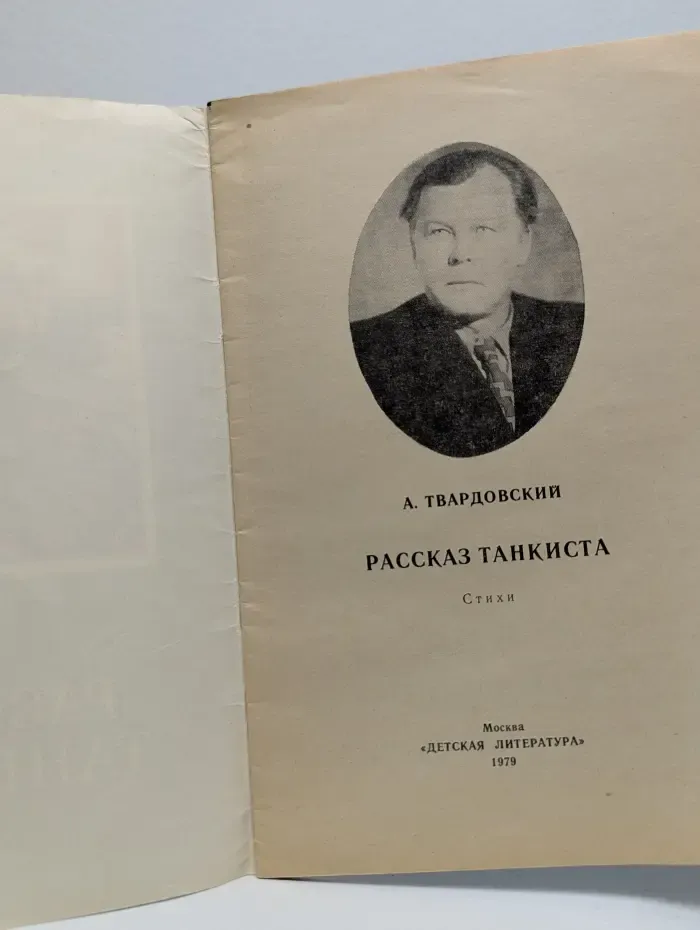 А. ТВАРДОВСКИЙ
РАССКАЗ ТАНКИСТА
Стихи
Москва
«ДЕТСКАЯ ЛИТЕРАТУРА»
1979